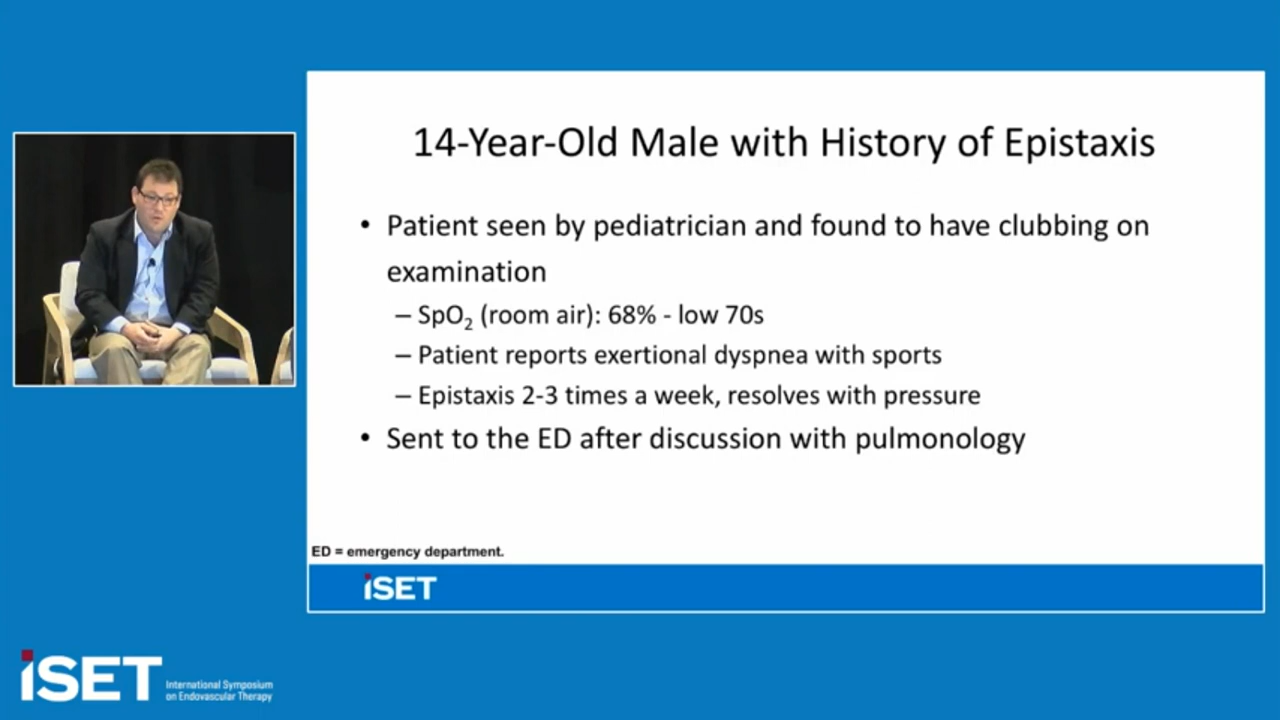 14-Year-Old Male with History of Epistaxis
• Patient seen by pediatrician and found to have clubbing on
examination
– SpO₂ (room air): 68% - low 70s
– Patient reports exertional dyspnea with sports
– Epistaxis 2-3 times a week, resolves with pressure
• Sent to the ED after discussion with pulmonology
ED = emergency department.
iSET
iSET
International Symposium
on Endovascular Therapy